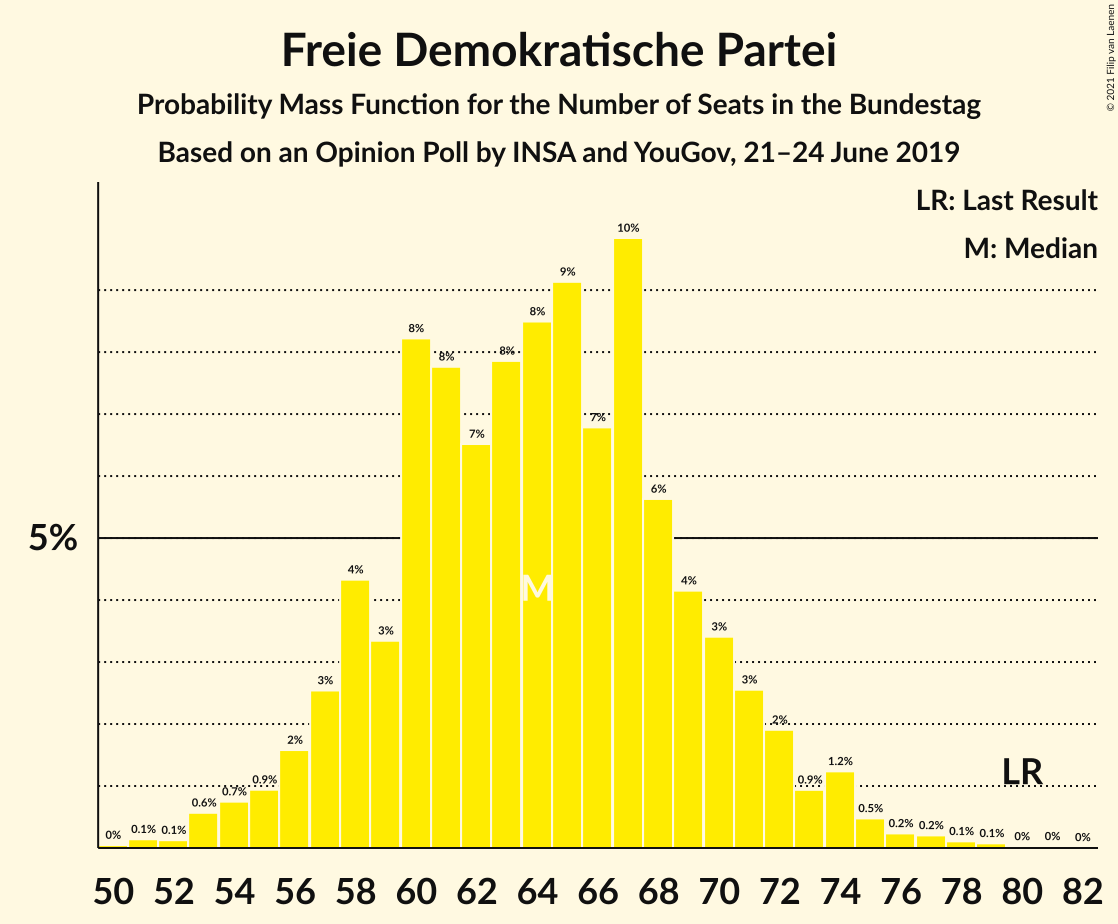 Freie Demokratische Partei
Probability Mass Function for the Number of Seats in the Bundestag
Based on an Opinion Poll by INSA and YouGov, 21–24 June 2019
© 2021 Filip van Laenen
LR: Last Result
M: Median
5%
0% 0.1% 0.1% 0.6% 0.7% 0.9% 2% 3% 4% 3% 8% 8% 7% 8% 8% 9% 7% 10% 6% 4% 3% 3% 2% 0.9% 1.2% 0.5% 0.2% 0.2% 0.1% 0.1% 0% 0% 0%
M
LR
50 52 54 56 58 60 62 64 66 68 70 72 74 76 78 80 82